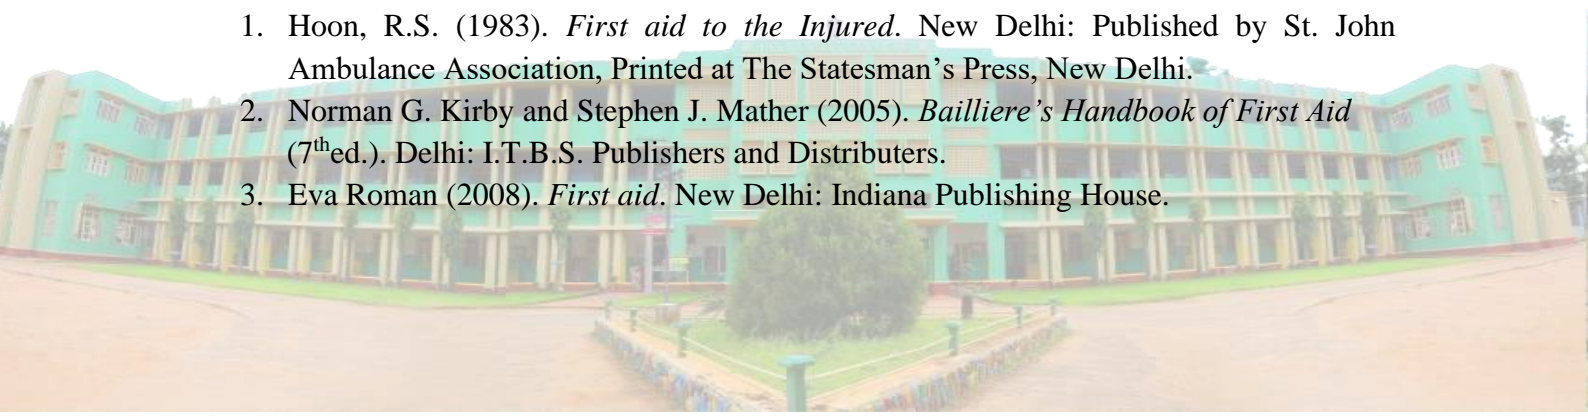 1. Hoon, R.S. (1983). First aid to the Injured. New Delhi: Published by St. John
Ambulance Association, Printed at The Statesman’s Press, New Delhi.
2. Norman G. Kirby and Stephen J. Mather (2005). Bailliere’s Handbook of First Aid
(7thed.). Delhi: I.T.B.S. Publishers and Distributers.
3. Eva Roman (2008). First aid. New Delhi: Indiana Publishing House.